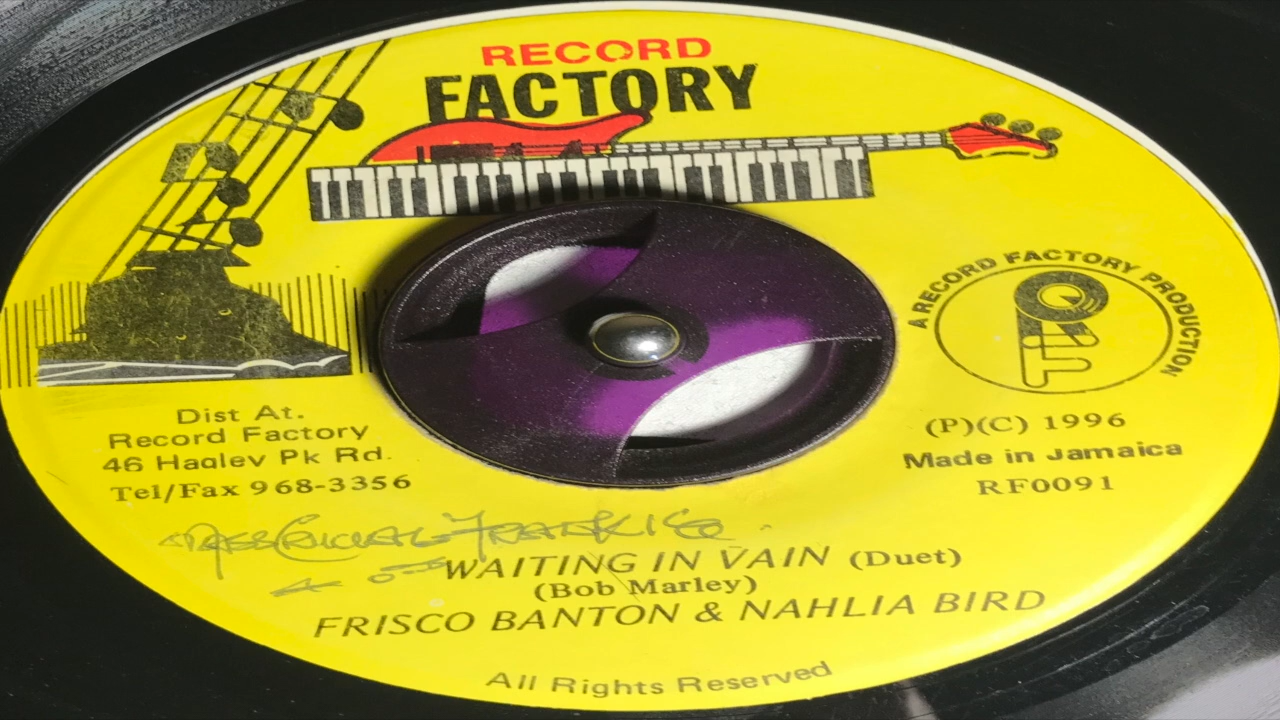 RECORD
FACTORY
A RECORD FACTORY PRODUCTION
Dist At.
Record Factory
46 Hagley Pk Rd.
Tel/Fax 968-3356
(P)(C) 1996
Made in Jamaica
RF0091
WAITING IN VAIN (Duet)
(Bob Marley)
FRISCO BANTON & NAHLIA BIRD
All Rights Reserved